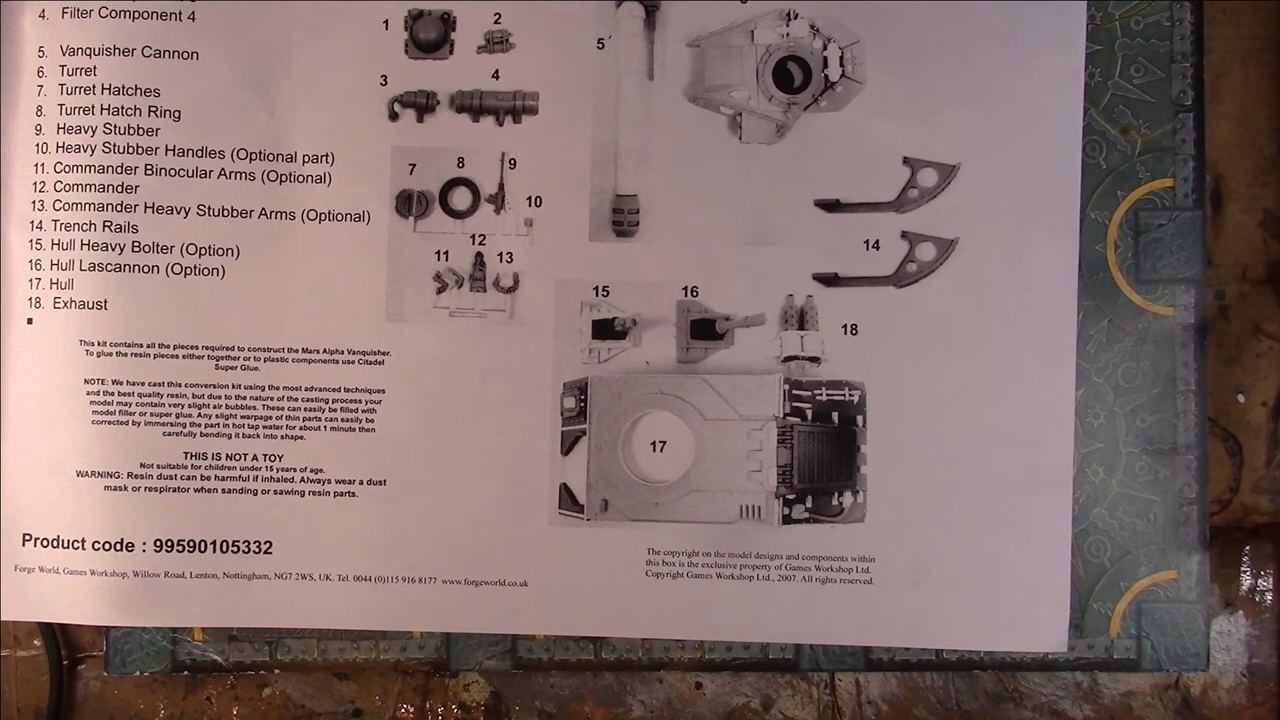 4. Filter Component 4
5. Vanquisher Cannon
6. Turret
7. Turret Hatches
8. Turret Hatch Ring
9. Heavy Stubber
10. Heavy Stubber Handles (Optional part)
11. Commander Binocular Arms (Optional)
12. Commander
13. Commander Heavy Stubber Arms (Optional)
14. Trench Rails
15. Hull Heavy Bolter (Option)
16. Hull Lascannon (Option)
17. Hull
18. Exhaust
This kit contains all the pieces required to construct the Mars Alpha Vanquisher.
To glue the resin pieces either together or to plastic components use Citadel
Super Glue.
NOTE: We have cast this conversion kit using the most advanced techniques
and the best quality resin, but due to the nature of the casting process your
model may contain very slight air bubbles. These can easily be filled with
model filler or super glue. Any slight warpage of thin parts can easily be
corrected by immersing the part in hot tap water for about 1 minute then
carefully bending it back into shape.
THIS IS NOT A TOY
Not suitable for children under 15 years of age.
WARNING: Resin dust can be harmful if inhaled. Always wear a dust
mask or respirator when sanding or sawing resin parts.
Product code : 99590105332
Forge World, Games Workshop, Willow Road, Lenton, Nottingham, NG7 2WS, UK. Tel. 0044 (0)115 916 8177 www.forgeworld.co.uk
1
2
3
4
5
7
8
9
10
11
12
13
14
15
16
17
18
The copyright on the model designs and components within
this box is the exclusive property of Games Workshop Ltd.
Copyright Games Workshop Ltd., 2007. All rights reserved.